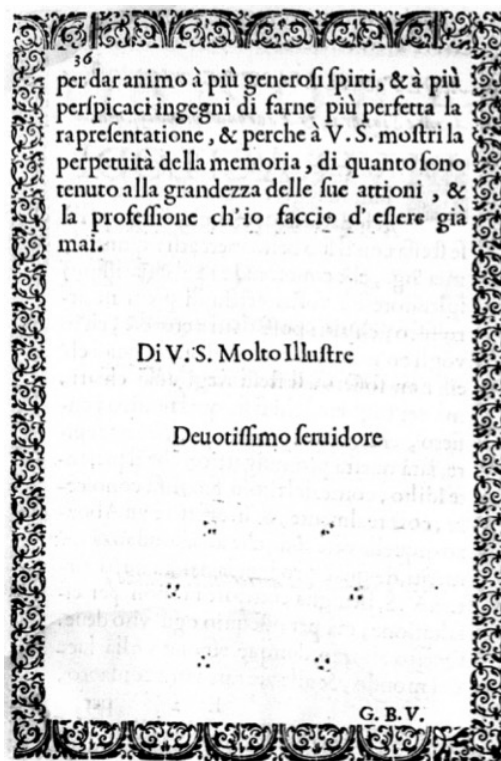 36
per dar animo à più generosi spirti, & à più
perspicaci ingegni di farne più perfetta la
rapresentatione, & perche à V. S. mostri la
perpetuità della memoria, di quanto sono
tenuto alla grandezza delle sue attioni, &
la professione ch'io faccio d'essere già
mai.
Di V. S. Molto Illustre
Devotissimo seruidore
G. B. V.